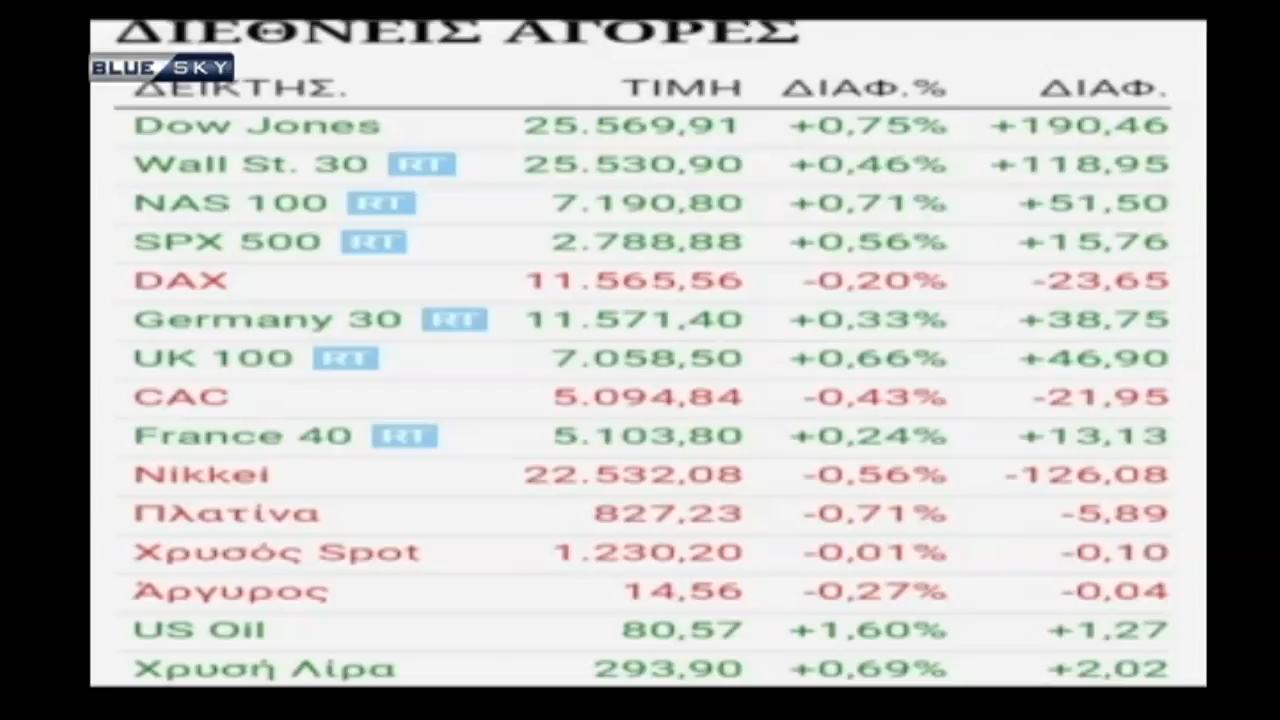 ΔΙΕΘΝΕΙΣ ΑΓΟΡΕΣ
BLUE SKY
ΔΕΙΚΤΗΣ. ΤΙΜΗ ΔΙΑΦ.% ΔΙΑΦ.
Dow Jones 25.569,91 +0,75% +190,46
Wall St. 30 RT 25.530,90 +0,46% +118,95
NAS 100 RT 7.190,80 +0,71% +51,50
SPX 500 RT 2.788,88 +0,56% +15,76
DAX 11.565,56 -0,20% -23,65
Germany 30 RT 11.571,40 +0,33% +38,75
UK 100 RT 7.058,50 +0,66% +46,90
CAC 5.094,84 -0,43% -21,95
France 40 RT 5.103,80 +0,24% +13,13
Nikkei 22.532,08 -0,56% -126,08
Πλατίνα 827,23 -0,71% -5,89
Χρυσός Spot 1.230,20 -0,01% -0,10
Άργυρος 14,56 -0,27% -0,04
US Oil 80,57 +1,60% +1,27
Χρυσή Λίρα 293,90 +0,69% +2,02